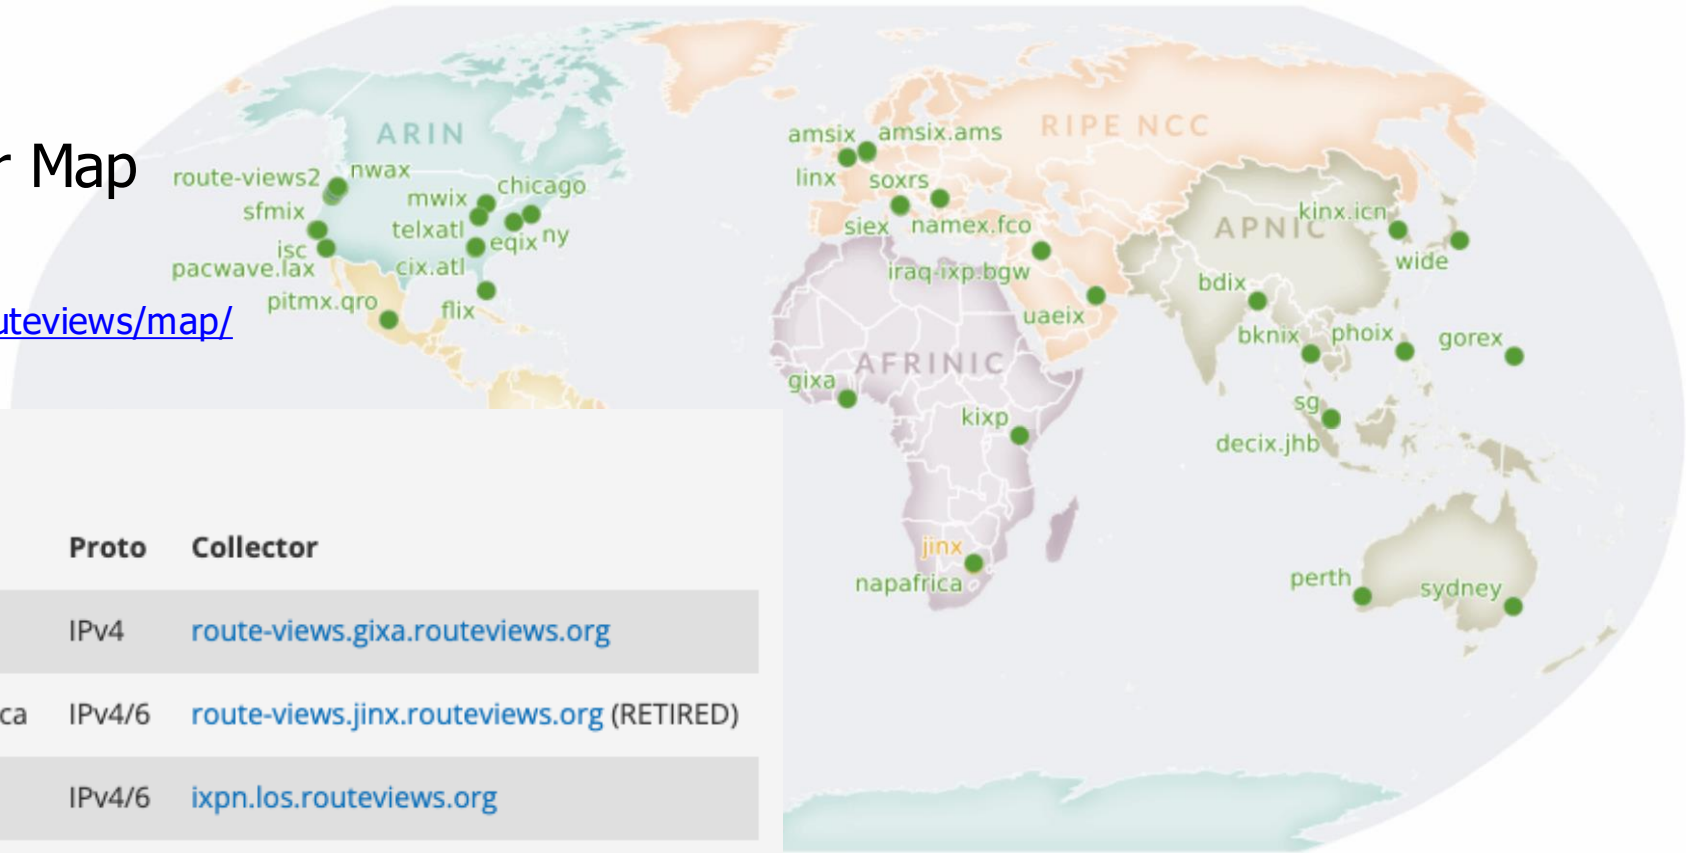 r Map
uteviews/map/
ARIN
RIPE NCC
APNIC
AFRINIC
route-views2
nwax
sfmix
isc
pacwave.lax
pitmx.qro
mwix
chicago
telxatl
eqix
ny
cix.atl
flix
amsix
amsix.ams
linx
soxrs
siex
namex.fco
iraq-ixp.bgw
uaeix
gixa
kixp
jinx
napafrica
kinx.icn
wide
bdix
bknix
phoix
gorex
sg
decix.jhb
perth
sydney
Proto Collector
IPv4 route-views.gixa.routeviews.org
ca IPv4/6 route-views.jinx.routeviews.org (RETIRED)
IPv4/6 ixpn.los.routeviews.org